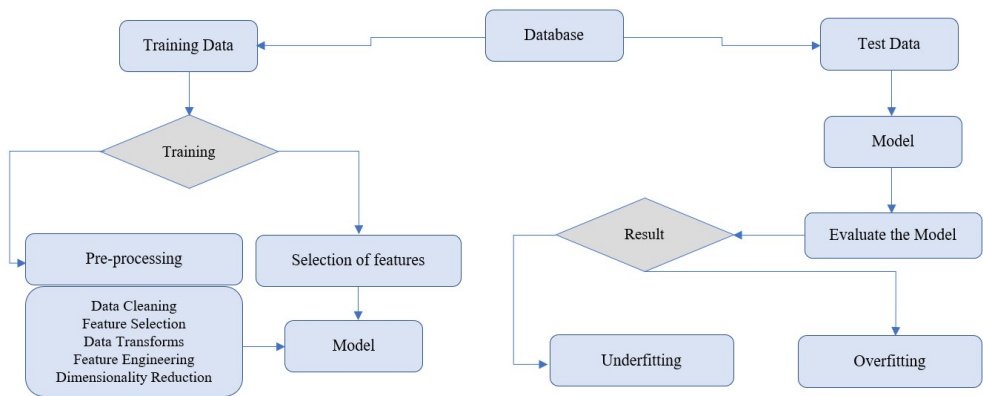 Training Data
Database
Test Data
Training
Model
Pre-processing
Selection of features
Result
Evaluate the Model
Data Cleaning
Feature Selection
Data Transforms
Feature Engineering
Dimensionality Reduction
Model
Underfitting
Overfitting